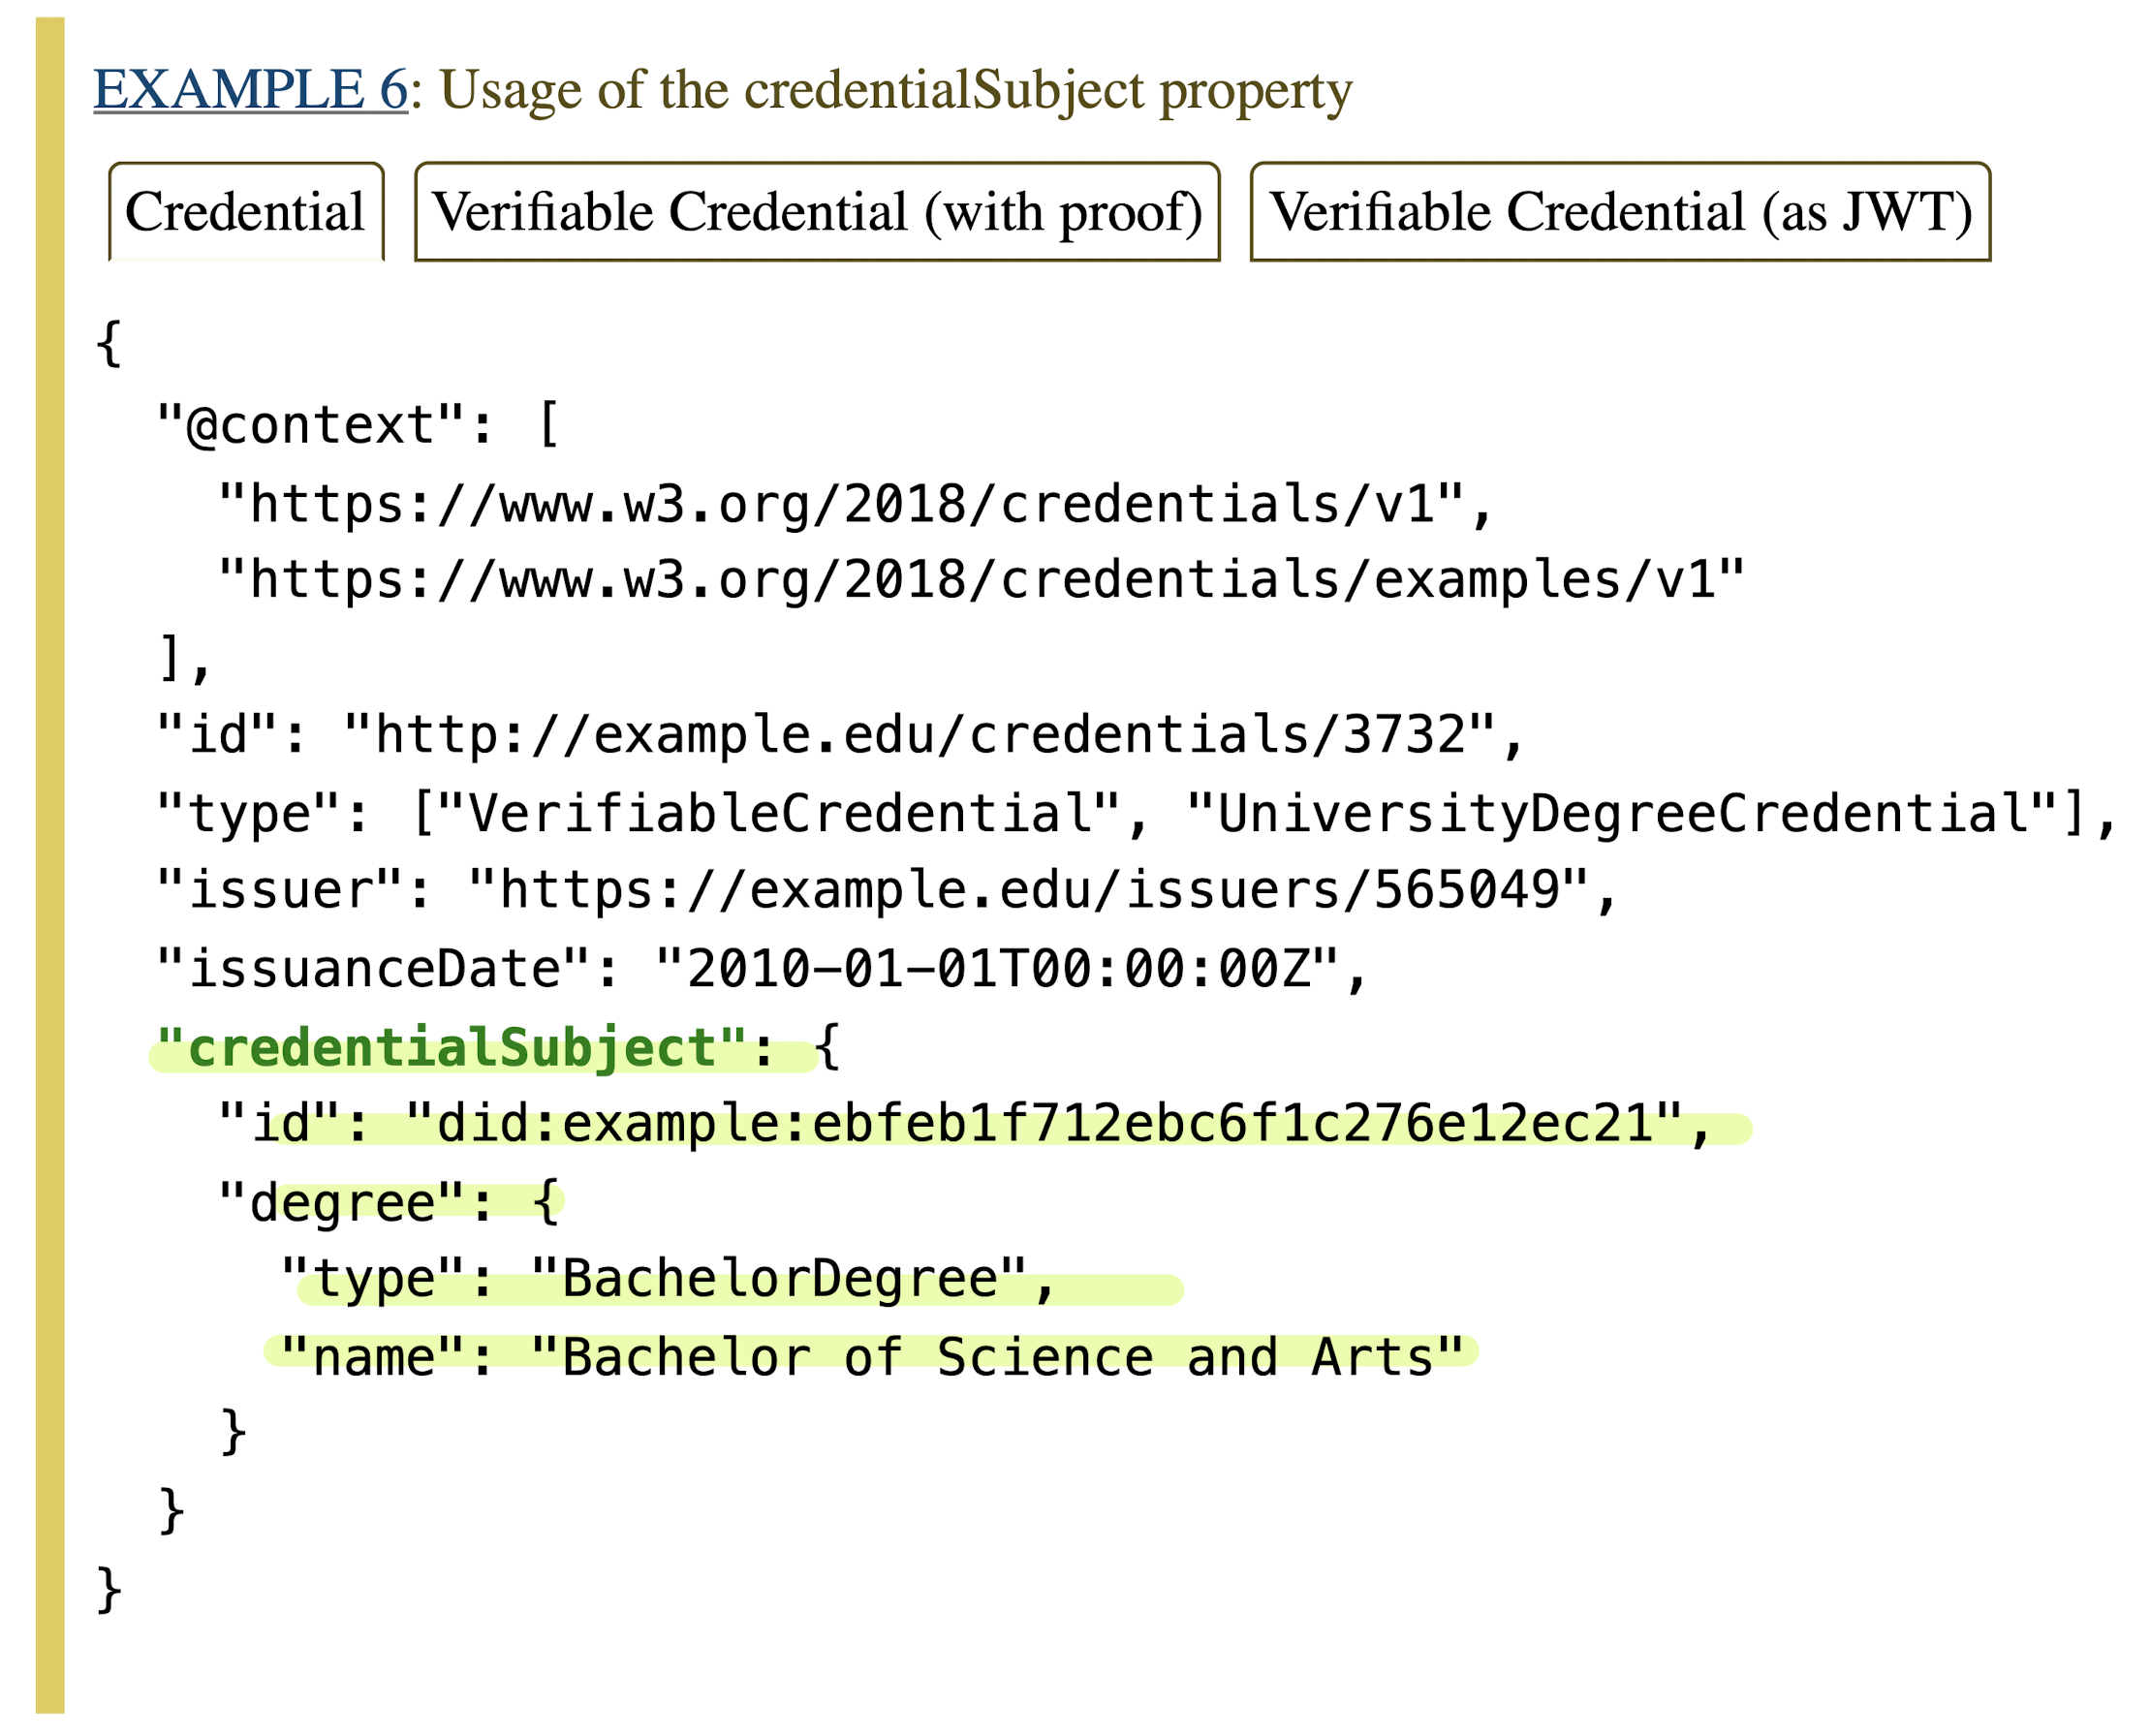 EXAMPLE 6: Usage of the credentialSubject property
Credential Verifiable Credential (with proof) Verifiable Credential (as JWT)
{
  "@context": [
    "https://www.w3.org/2018/credentials/v1",
    "https://www.w3.org/2018/credentials/examples/v1"
  ],
  "id": "http://example.edu/credentials/3732",
  "type": ["VerifiableCredential", "UniversityDegreeCredential"],
  "issuer": "https://example.edu/issuers/565049",
  "issuanceDate": "2010-01-01T00:00:00Z",
  "credentialSubject": {
    "id": "did:example:ebfeb1f712ebc6f1c276e12ec21",
    "degree": {
      "type": "BachelorDegree",
      "name": "Bachelor of Science and Arts"
    }
  }
}